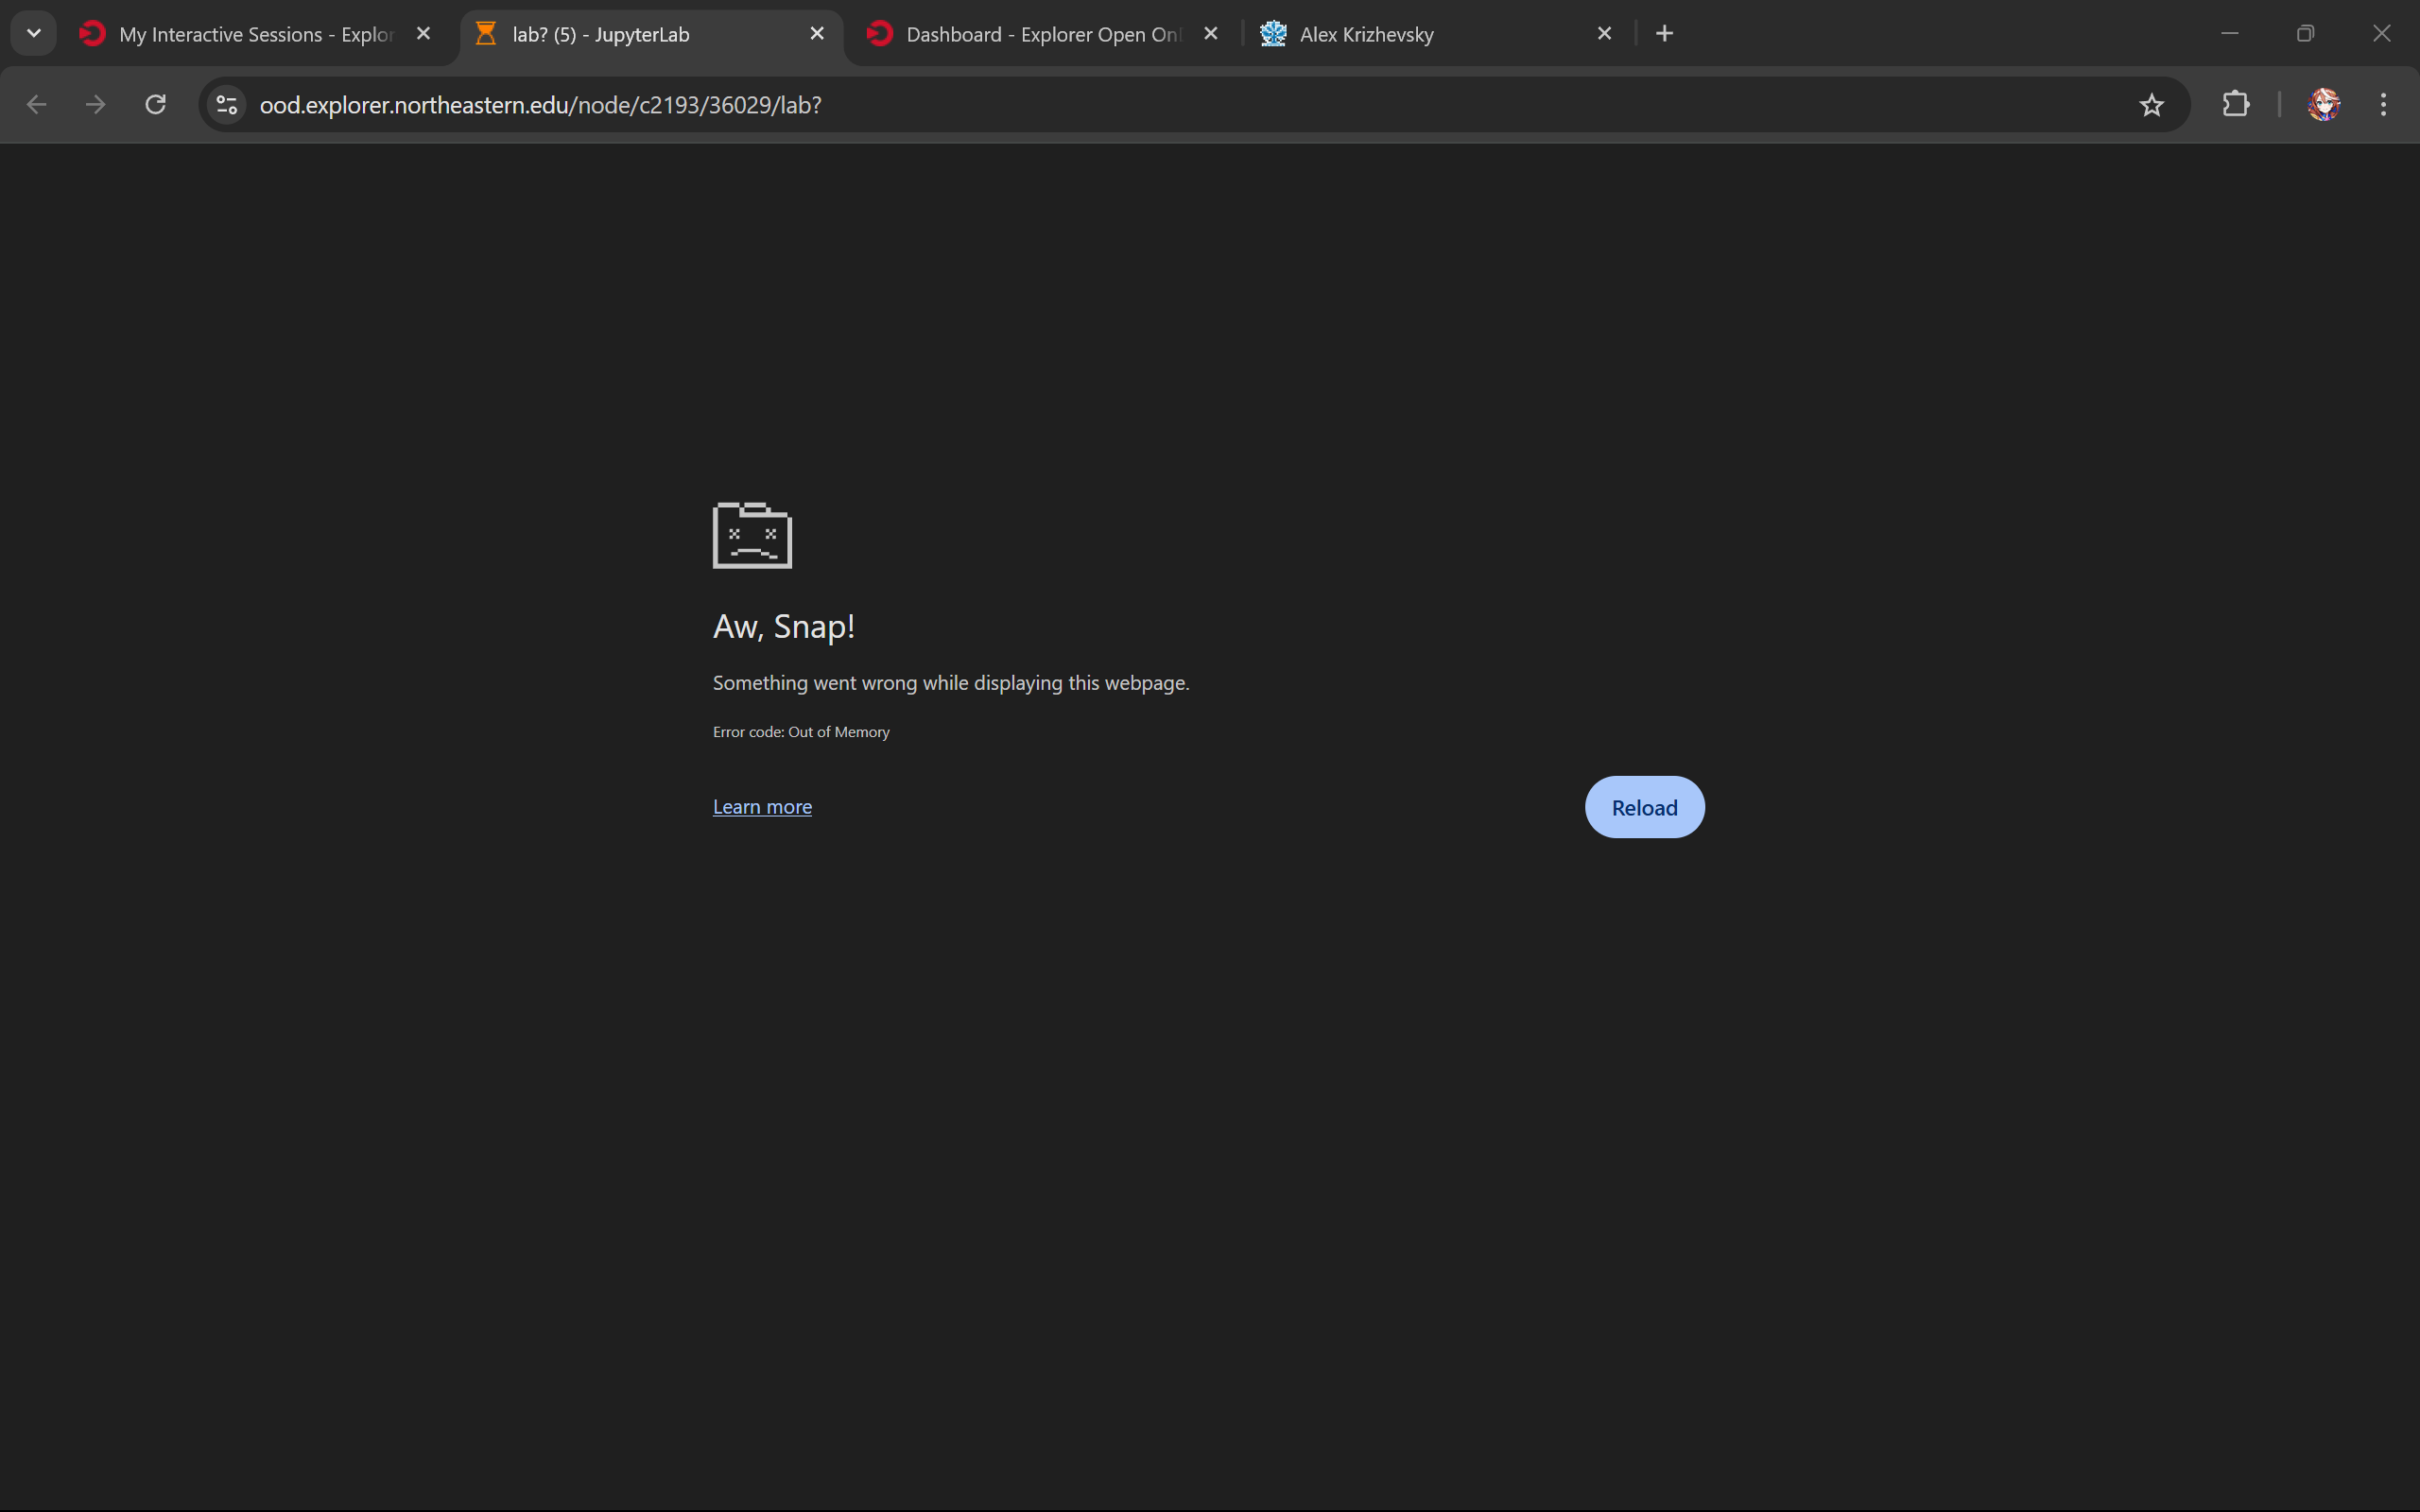 My Interactive Sessions - Explor
lab? (5) - JupyterLab
Dashboard - Explorer Open Onl
Alex Krizhevsky
ood.explorer.northeastern.edu/node/c2193/36029/lab?
Aw, Snap!
Something went wrong while displaying this webpage.
Error code: Out of Memory
Learn more
Reload